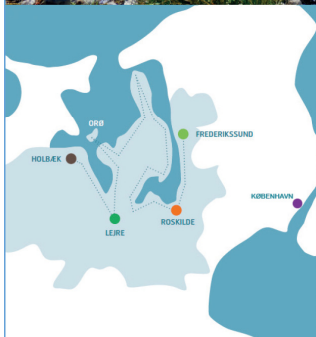 ORØ
FREDERIKSSUND
HOLBÆK
KØBENHAVN
ROSKILDE
LEJRE